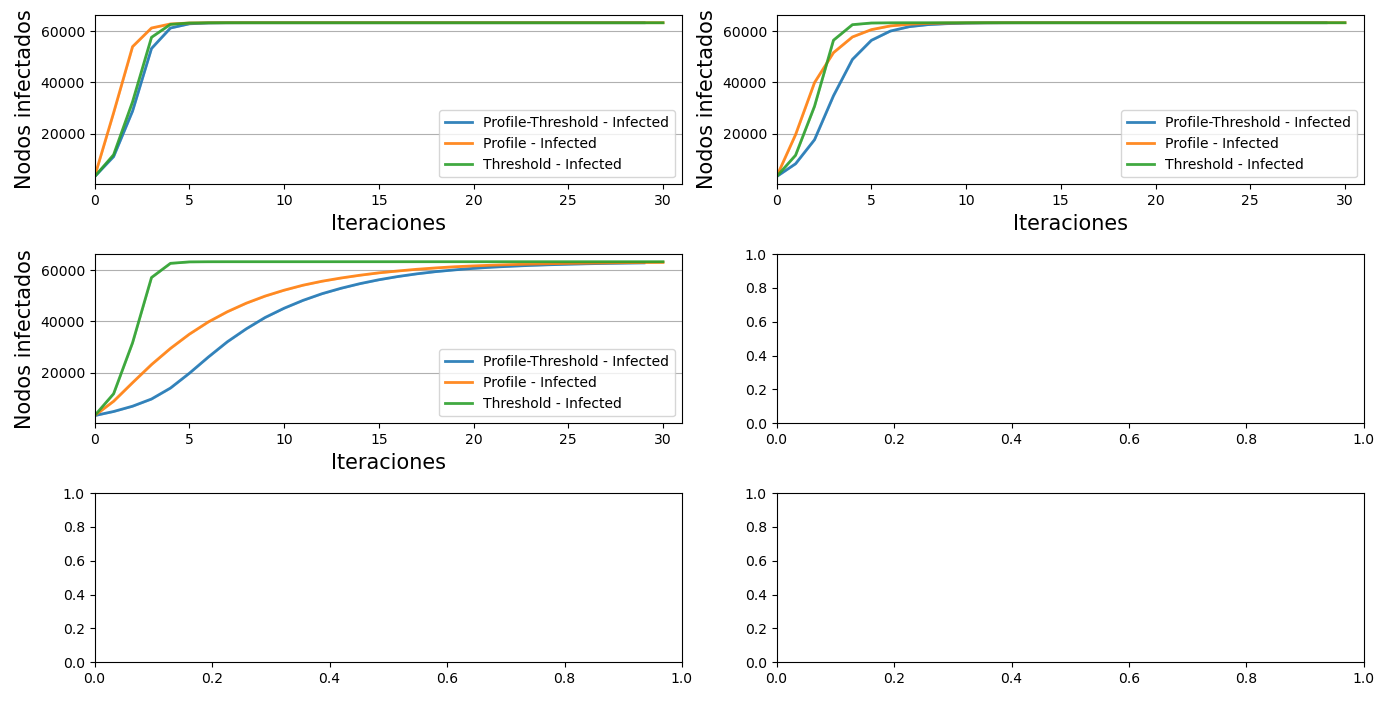 Nodos infectados
60000
40000
20000
Profile-Threshold - Infected
Profile - Infected
Threshold - Infected
0 5 10 15 20 25 30
Iteraciones
Nodos infectados
60000
40000
20000
Profile-Threshold - Infected
Profile - Infected
Threshold - Infected
0 5 10 15 20 25 30
Iteraciones
Nodos infectados
60000
40000
20000
Profile-Threshold - Infected
Profile - Infected
Threshold - Infected
0 5 10 15 20 25 30
Iteraciones
1.0
0.8
0.6
0.4
0.2
0.0
0.0 0.2 0.4 0.6 0.8 1.0
1.0
0.8
0.6
0.4
0.2
0.0
0.0 0.2 0.4 0.6 0.8 1.0
1.0
0.8
0.6
0.4
0.2
0.0
0.0 0.2 0.4 0.6 0.8 1.0